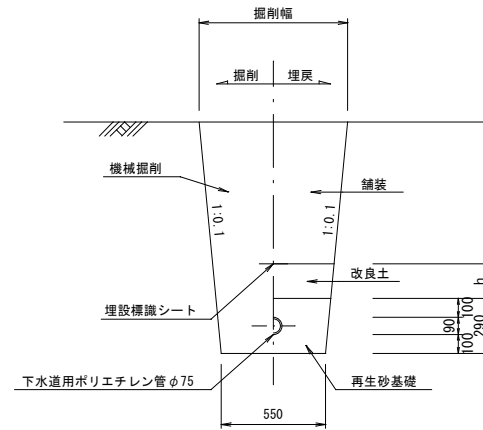 掘削幅
掘削 埋戻
機械掘削
舗装
1:0.1
1:0.1
改良土
h
埋設標識シート
100
90
290
100
下水道用ポリエチレン管φ75
再生砂基礎
550